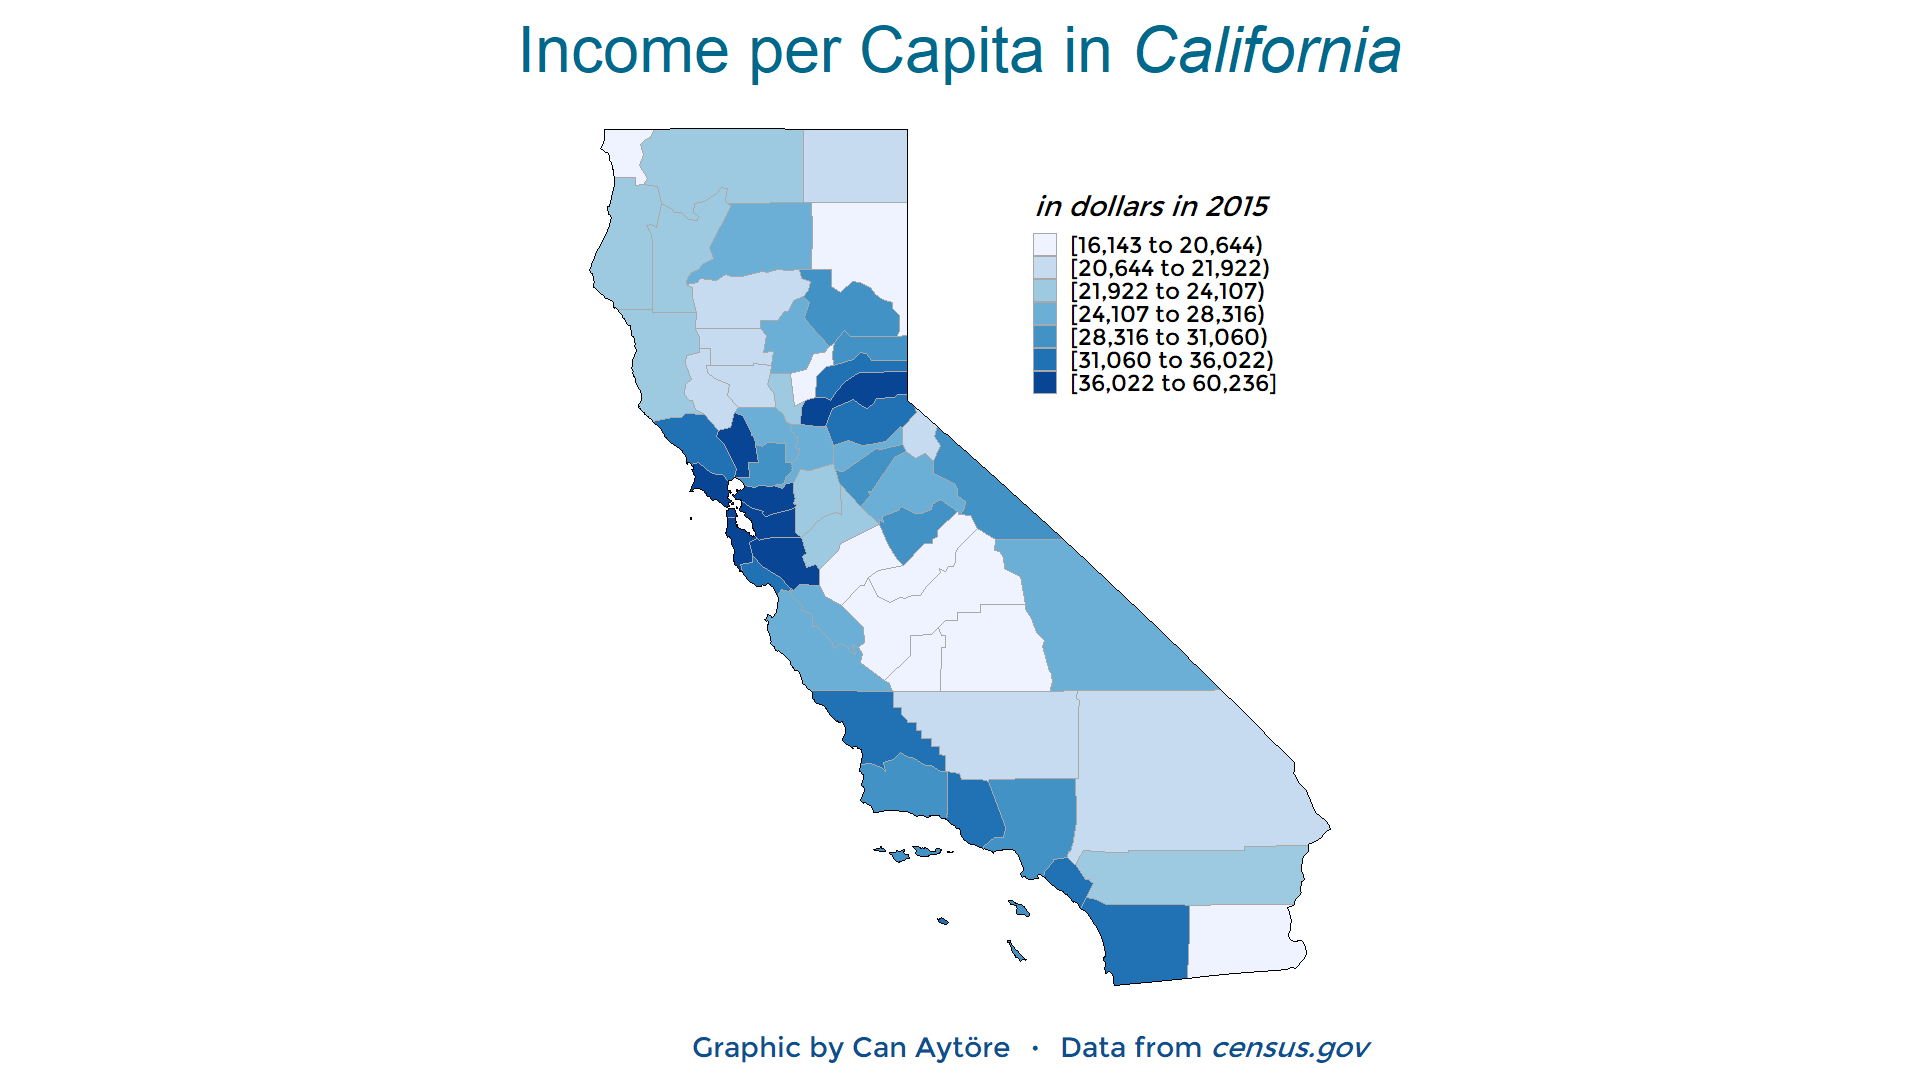 Income per Capita in California
in dollars in 2015
[16,143 to 20,644)
[20,644 to 21,922)
[21,922 to 24,107)
[24,107 to 28,316)
[28,316 to 31,060)
[31,060 to 36,022)
[36,022 to 60,236]
Graphic by Can Aytöre · Data from census.gov